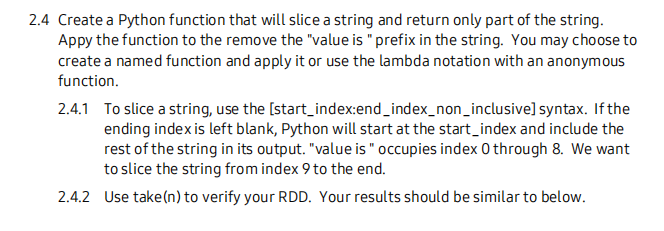 2.4 Create a Python function that will slice a string and return only part of the string.
Appy the function to the remove the "value is " prefix in the string. You may choose to
create a named function and apply it or use the lambda notation with an anonymous
function.
2.4.1 To slice a string, use the [start_index:end_index_non_inclusive] syntax. If the
ending index is left blank, Python will start at the start_index and include the
rest of the string in its output. "value is " occupies index 0 through 8. We want
to slice the string from index 9 to the end.
2.4.2 Use take(n) to verify your RDD. Your results should be similar to below.